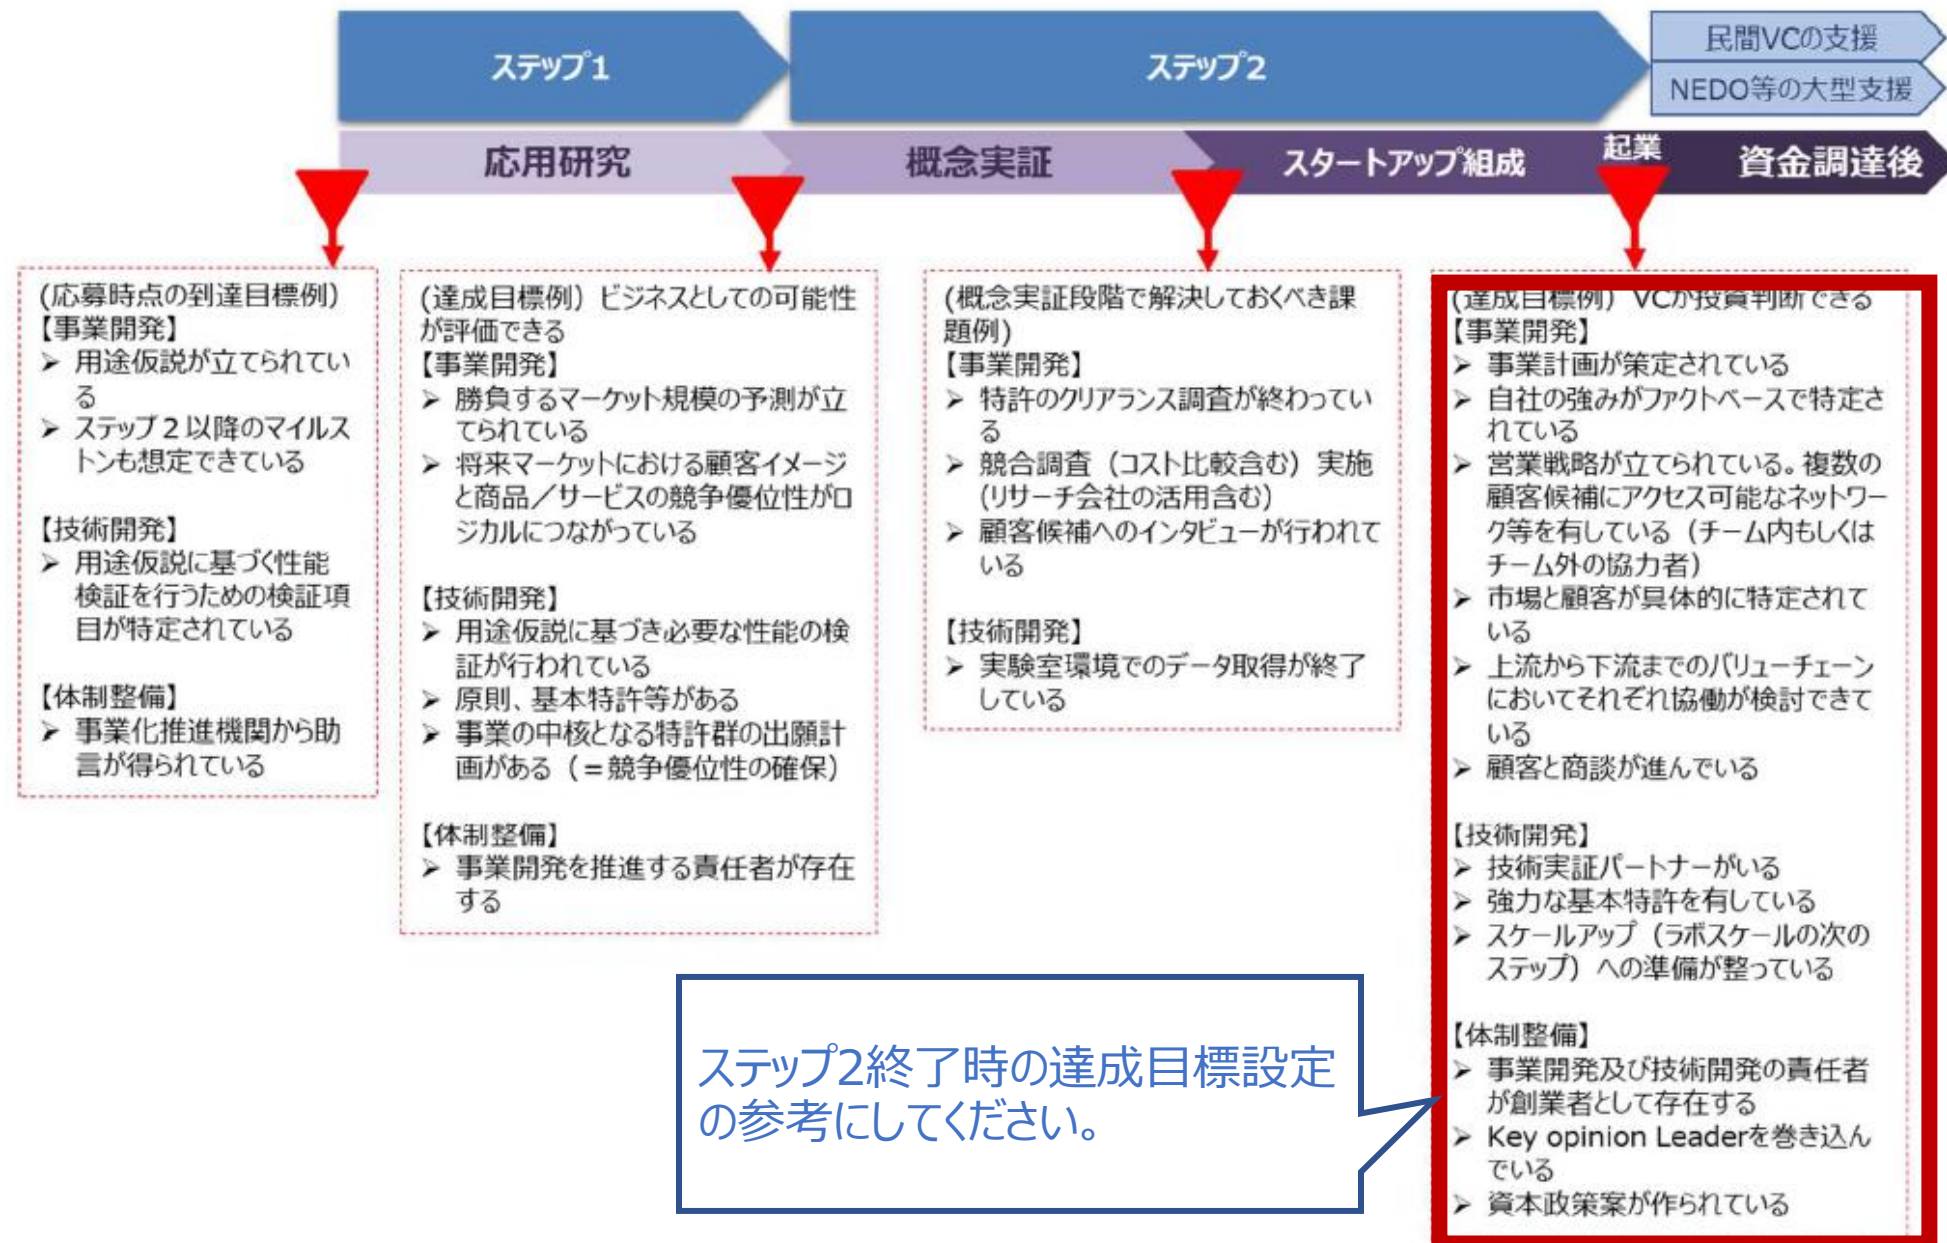 ステップ1
ステップ2
民間VCの支援
NEDO等の大型支援
応用研究
概念実証
スタートアップ組成
起業
資金調達後
(応募時点の到達目標例)
【事業開発】
➢ 用途仮説が立てられてい
る
➢ ステップ2以降のマイルス
トンも想定できている
【技術開発】
➢ 用途仮説に基づく性能
検証を行うための検証項
目が特定されている
【体制整備】
➢ 事業化推進機関から助
言が得られている
(達成目標例) ビジネスとしての可能性
が評価できる
【事業開発】
➢ 勝負するマーケット規模の予測が立
てられている
➢ 将来マーケットにおける顧客イメージ
と商品／サービスの競争優位性がロ
ジカルにつながっている
【技術開発】
➢ 用途仮説に基づき必要な性能の検
証が行われている
➢ 原則、基本特許等がある
➢ 事業の中核となる特許群の出願計
画がある（＝競争優位性の確保）
【体制整備】
➢ 事業開発を推進する責任者が存在
する
(概念実証段階で解決しておくべき課
題例)
【事業開発】
➢ 特許のクリアランス調査が終わってい
る
➢ 競合調査（コスト比較含む）実施
(リサーチ会社の活用含む)
➢ 顧客候補へのインタビューが行われて
いる
【技術開発】
➢ 実験室環境でのデータ取得が終了
している
(達成目標例) VCが投資判断できる
【事業開発】
➢ 事業計画が策定されている
➢ 自社の強みがファクトベースで特定さ
れている
➢ 営業戦略が立てられている。複数の
顧客候補にアクセス可能なネットワー
ク等を有している（チーム内もしくは
チーム外の協力者）
➢ 市場と顧客が具体的に特定されて
いる
➢ 上流から下流までのバリューチェーン
においてそれぞれ協働が検討できて
いる
➢ 顧客と商談が進んでいる
【技術開発】
➢ 技術実証パートナーがいる
➢ 強力な基本特許を有している
➢ スケールアップ（ラボスケールの次の
ステップ）への準備が整っている
【体制整備】
➢ 事業開発及び技術開発の責任者
が創業者として存在する
➢ Key opinion Leaderを巻き込ん
でいる
➢ 資本政策案が作られている
ステップ2終了時の達成目標設定
の参考にしてください。